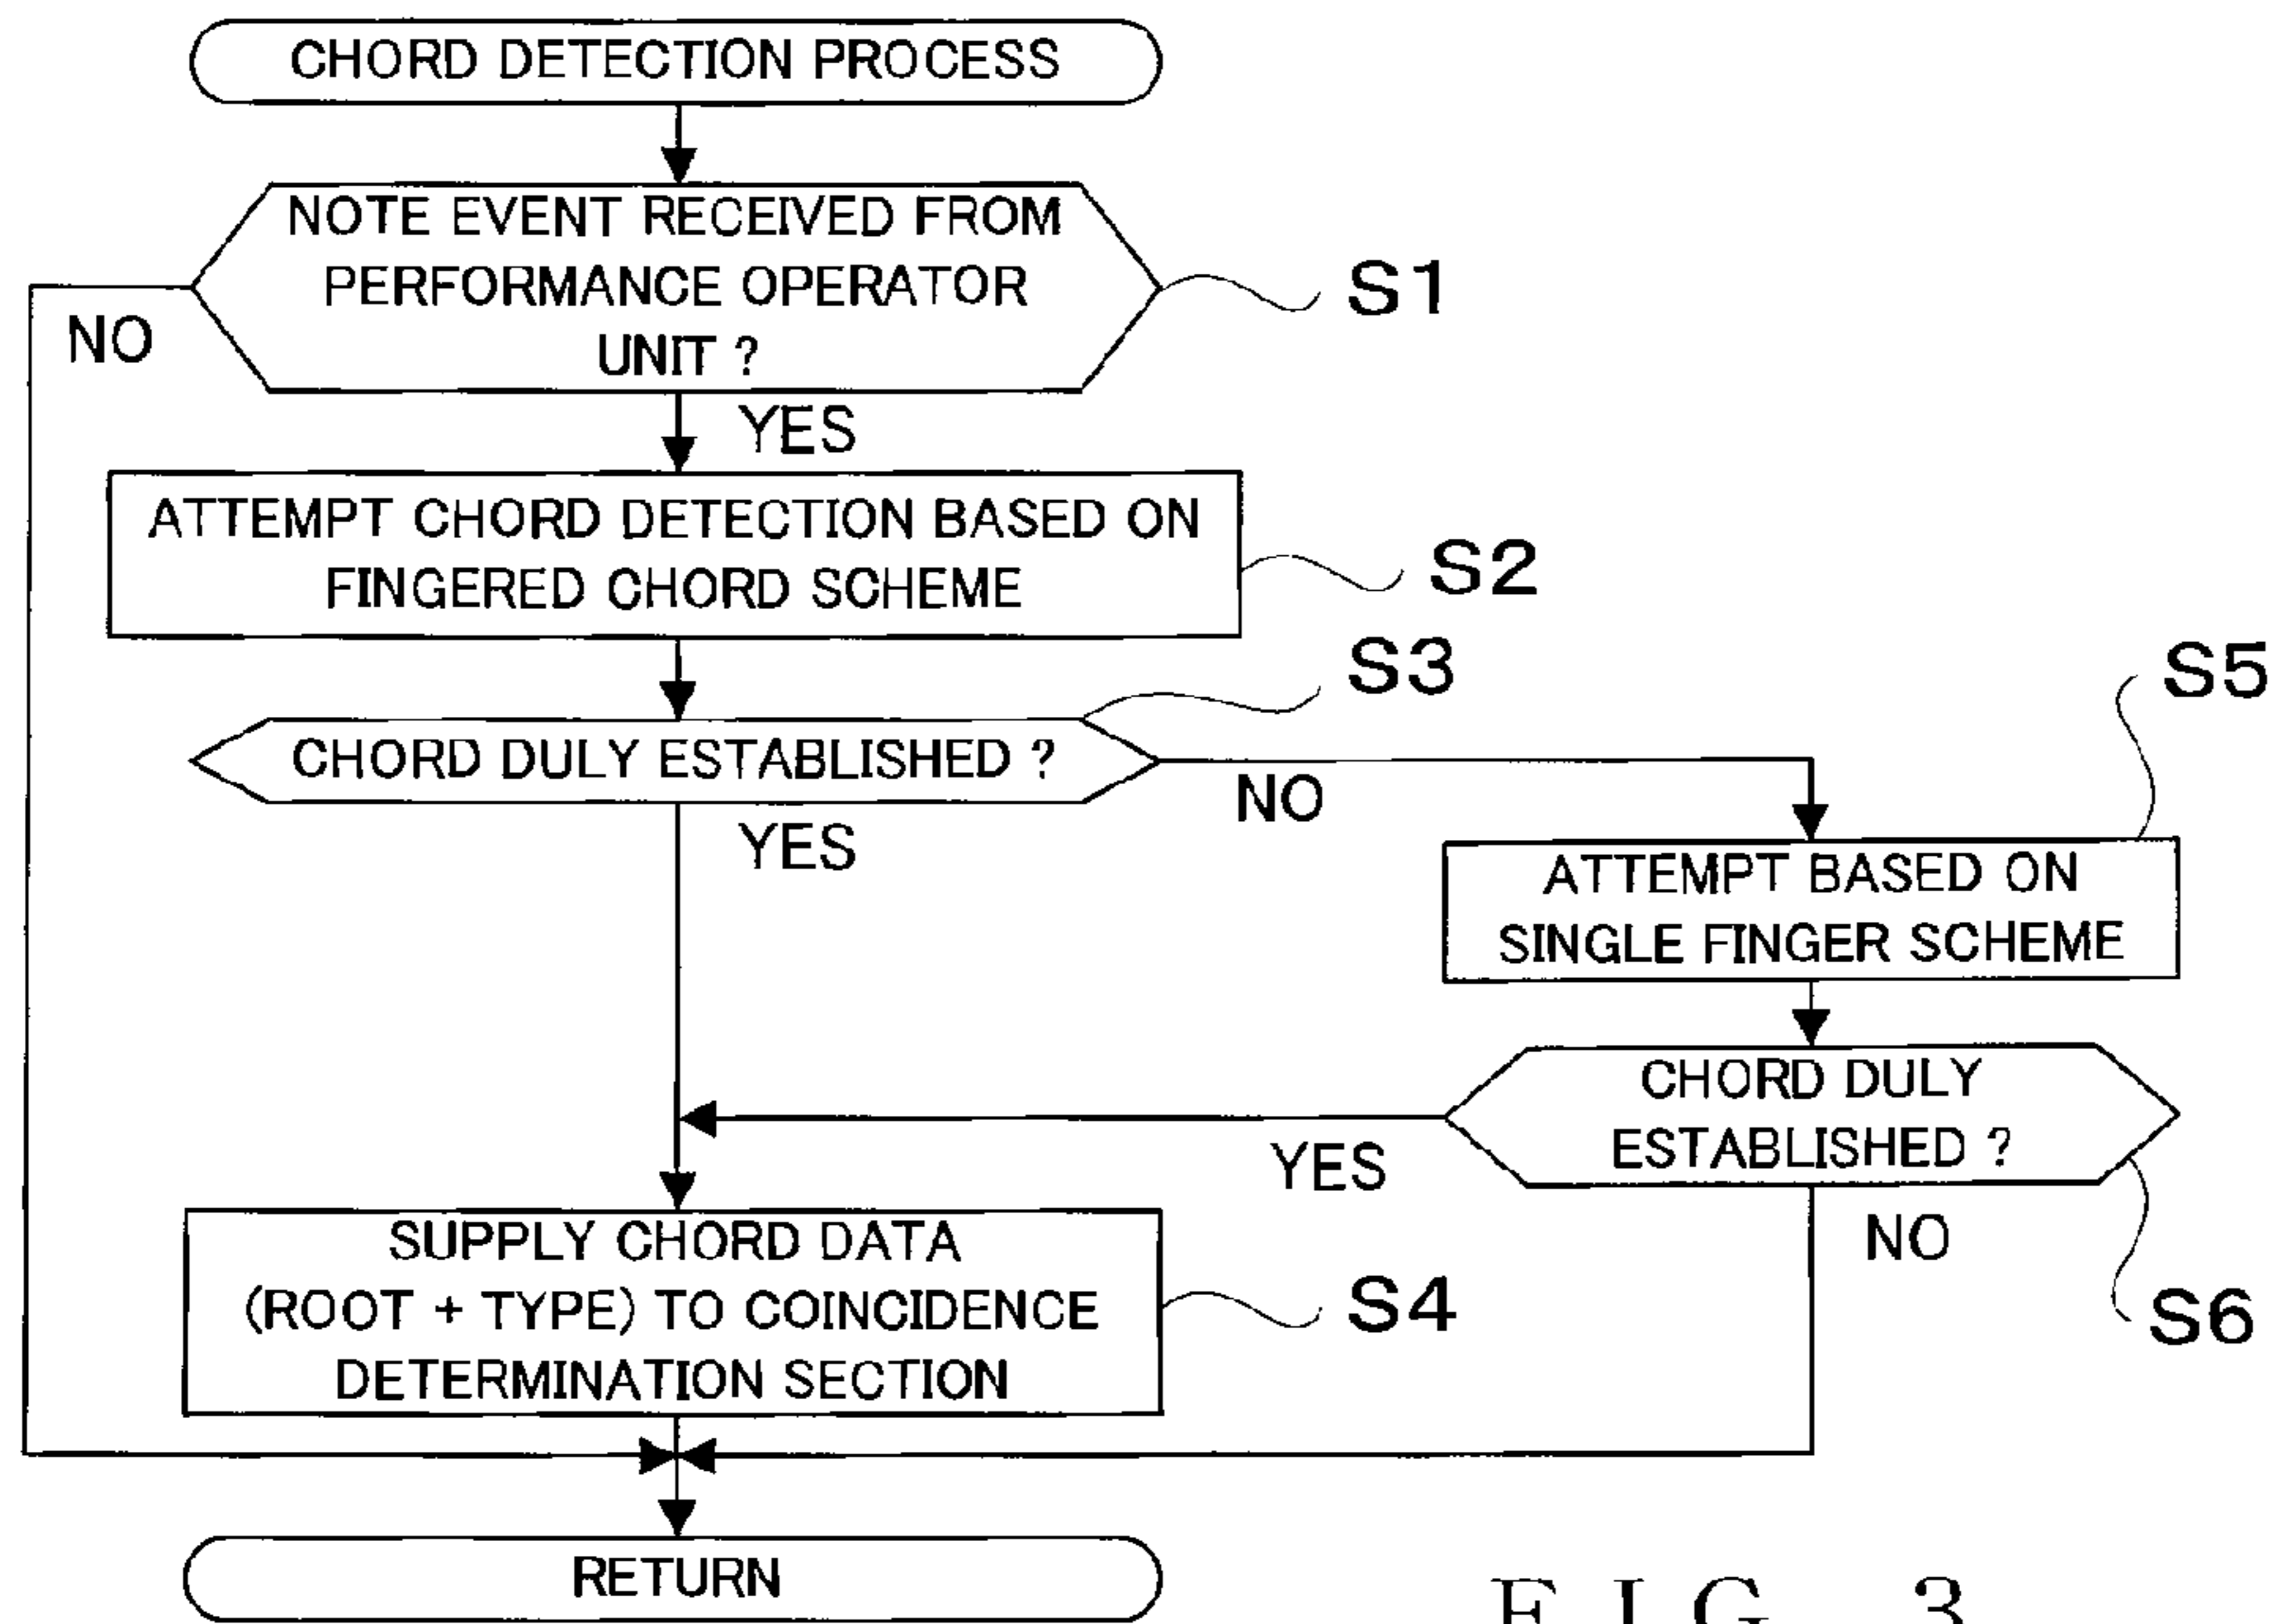 CHORD DETECTION PROCESS
NOTE EVENT RECEIVED FROM
PERFORMANCE OPERATOR
UNIT ?
S1
NO
YES
ATTEMPT CHORD DETECTION BASED ON
FINGERED CHORD SCHEME
S2
S3
CHORD DULY ESTABLISHED ?
NO
YES
S5
ATTEMPT BASED ON
SINGLE FINGER SCHEME
CHORD DULY
ESTABLISHED ?
YES
NO
S6
SUPPLY CHORD DATA
(ROOT + TYPE) TO COINCIDENCE
DETERMINATION SECTION
S4
RETURN
FIG. 3